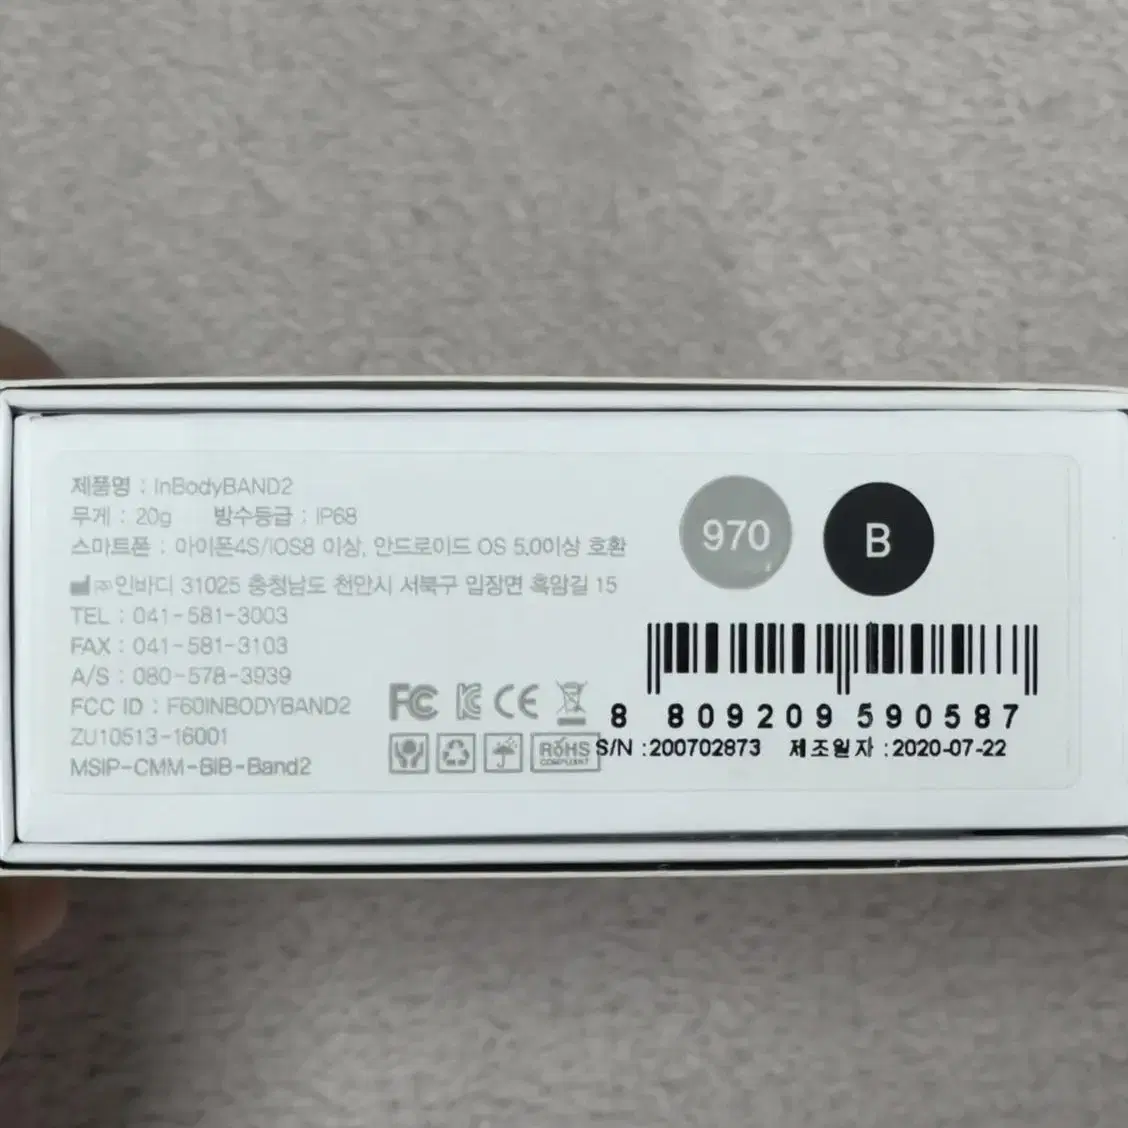 제품명 : InBodyBAND2
무게 : 20g 방수등급 : IP68
스마트폰 : 아이폰4S/iOS8 이상, 안드로이드 OS 5.0이상 호환
㈜인바디 31025 충청남도 천안시 서북구 입장면 흑암길 15
TEL : 041-581-3003
FAX : 041-581-3103
A/S : 080-578-3939
FCC ID : F60INBODYBAND2
ZU10513-16001
MSIP-CMM-BIB-Band2
FC CE
RoHS
COMPLIANT
970
B
8 809209 590587
S/N :200702873 제조일자 :2020-07-22